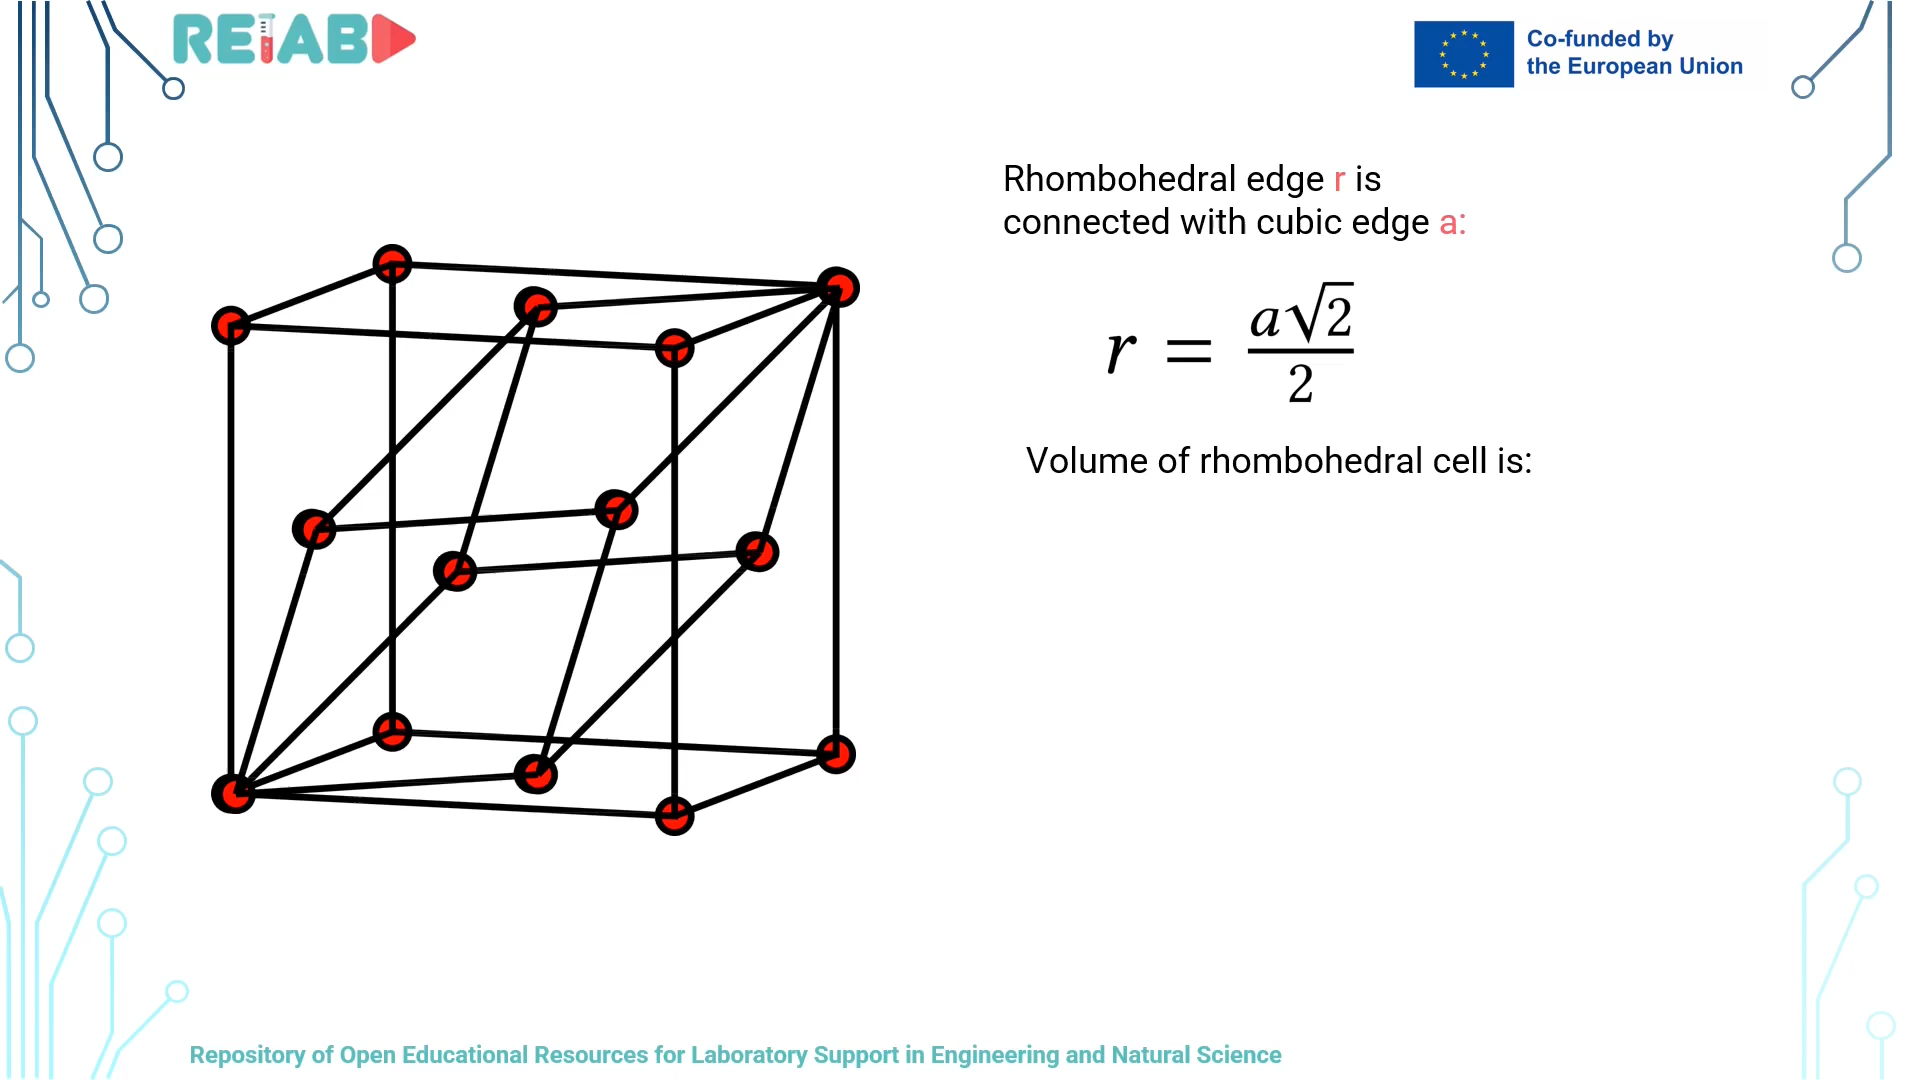 RELAB
Co-funded by
the European Union
Rhombohedral edge r is
connected with cubic edge a:
r = a√2/2
Volume of rhombohedral cell is:
Repository of Open Educational Resources for Laboratory Support in Engineering and Natural Science